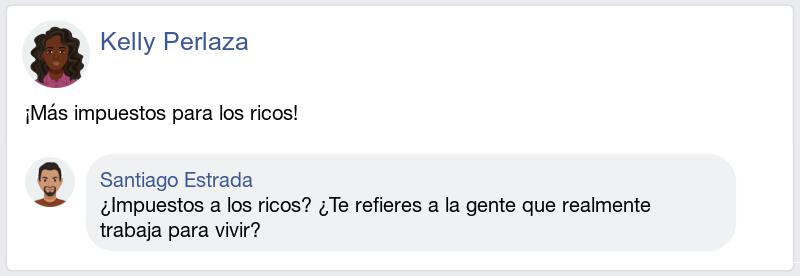 Kelly Perlaza
¡Más impuestos para los ricos!
Santiago Estrada
¿Impuestos a los ricos? ¿Te refieres a la gente que realmente
trabaja para vivir?